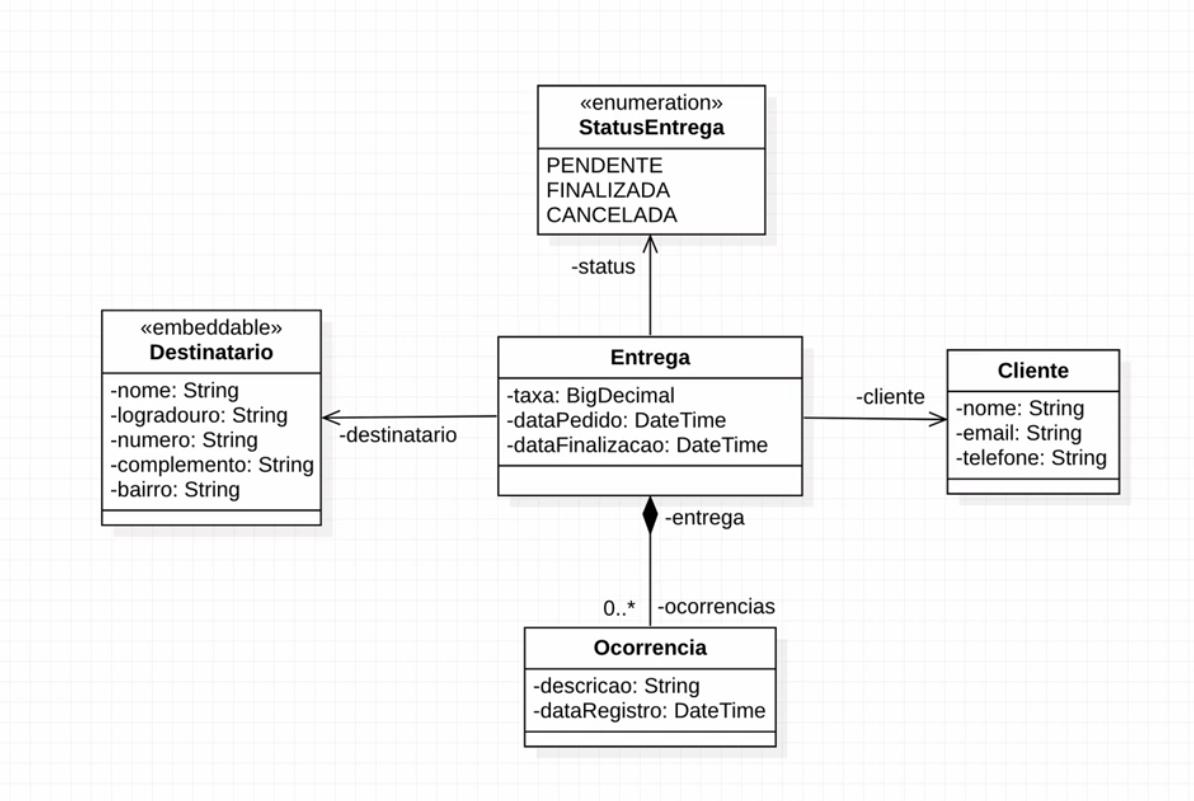 «enumeration»
StatusEntrega
PENDENTE
FINALIZADA
CANCELADA
-status
«embeddable»
Destinatario
-nome: String
-logradouro: String
-numero: String
-complemento: String
-bairro: String
-destinatario
Entrega
-taxa: BigDecimal
-dataPedido: DateTime
-dataFinalizacao: DateTime
-cliente
Cliente
-nome: String
-email: String
-telefone: String
-entrega
0..*
-ocorrencias
Ocorrencia
-descricao: String
-dataRegistro: DateTime